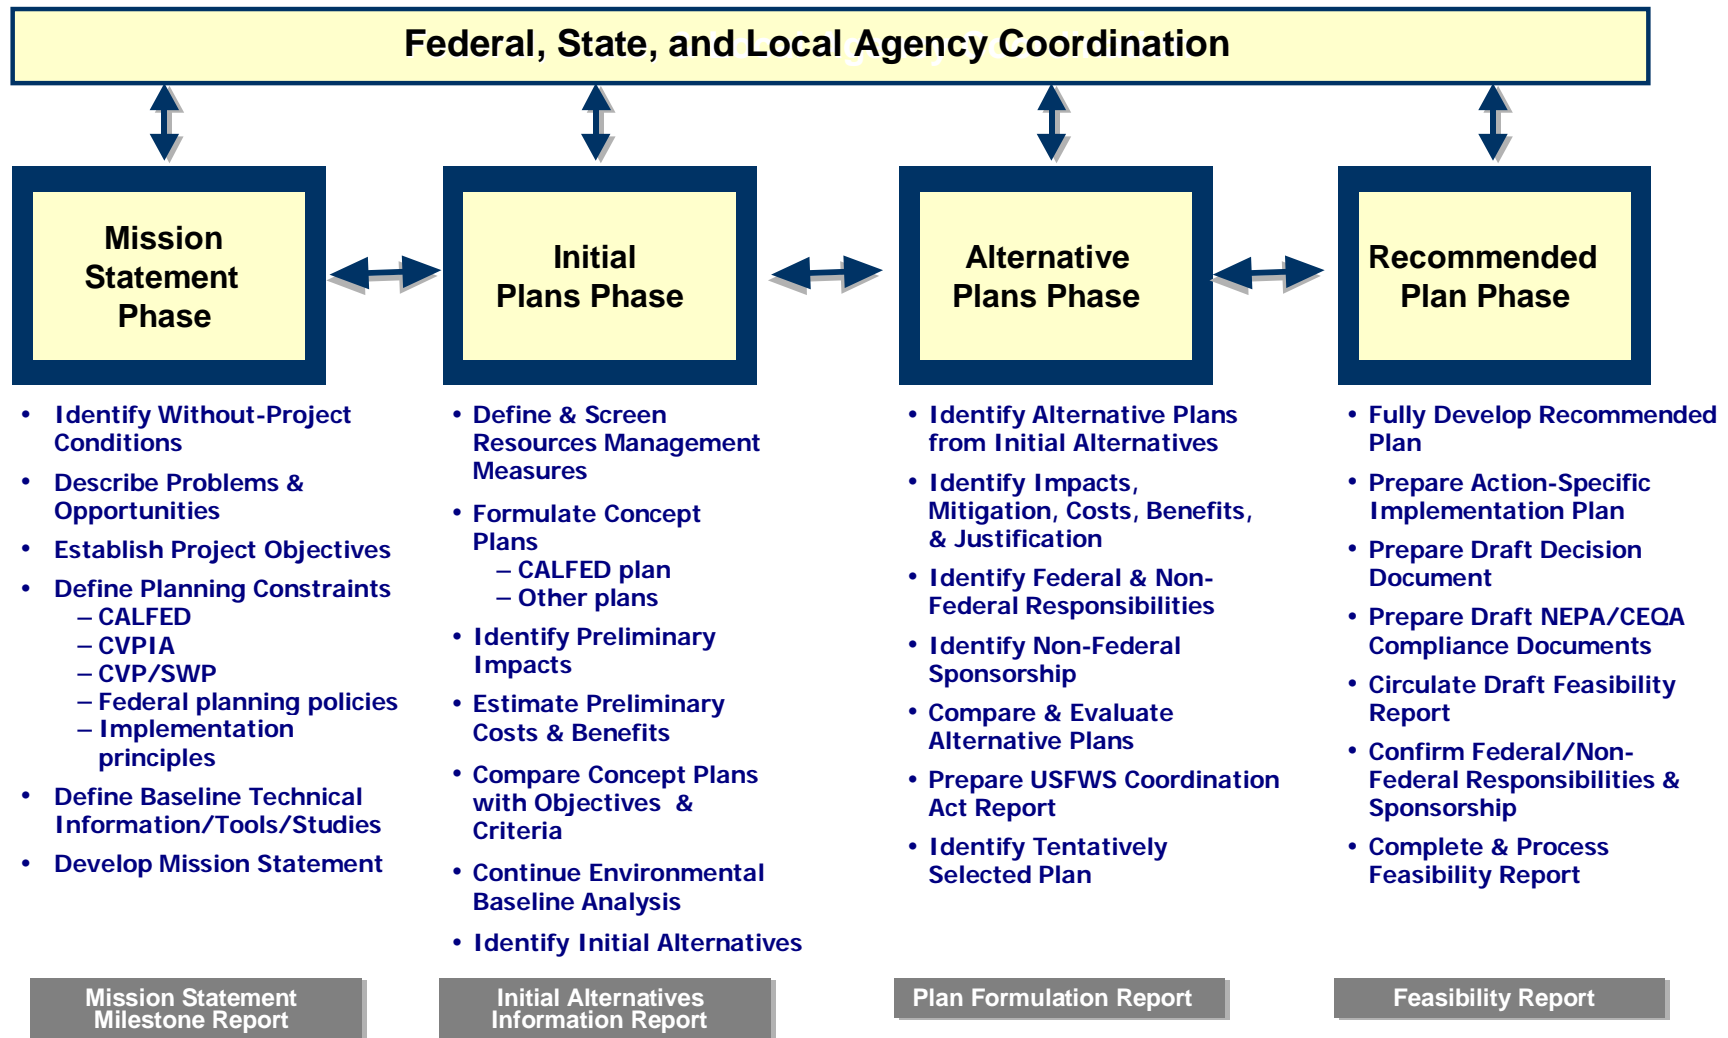 Federal, State, and Local Agency Coordination
Mission
Statement
Phase
Initial
Plans Phase
Alternative
Plans Phase
Recommended
Plan Phase
• Identify Without-Project
Conditions
• Describe Problems &
Opportunities
• Establish Project Objectives
• Define Planning Constraints
– CALFED
– CVPIA
– CVP/SWP
– Federal planning policies
– Implementation
principles
• Define Baseline Technical
Information/Tools/Studies
• Develop Mission Statement
• Define & Screen
Resources Management
Measures
• Formulate Concept
Plans
– CALFED plan
– Other plans
• Identify Preliminary
Impacts
• Estimate Preliminary
Costs & Benefits
• Compare Concept Plans
with Objectives &
Criteria
• Continue Environmental
Baseline Analysis
• Identify Initial Alternatives
• Identify Alternative Plans
from Initial Alternatives
• Identify Impacts,
Mitigation, Costs, Benefits,
& Justification
• Identify Federal & Non-
Federal Responsibilities
• Identify Non-Federal
Sponsorship
• Compare & Evaluate
Alternative Plans
• Prepare USFWS Coordination
Act Report
• Identify Tentatively
Selected Plan
• Fully Develop Recommended
Plan
• Prepare Action-Specific
Implementation Plan
• Prepare Draft Decision
Document
• Prepare Draft NEPA/CEQA
Compliance Documents
• Circulate Draft Feasibility
Report
• Confirm Federal/Non-
Federal Responsibilities &
Sponsorship
• Complete & Process
Feasibility Report
Mission Statement
Milestone Report
Initial Alternatives
Information Report
Plan Formulation Report
Feasibility Report